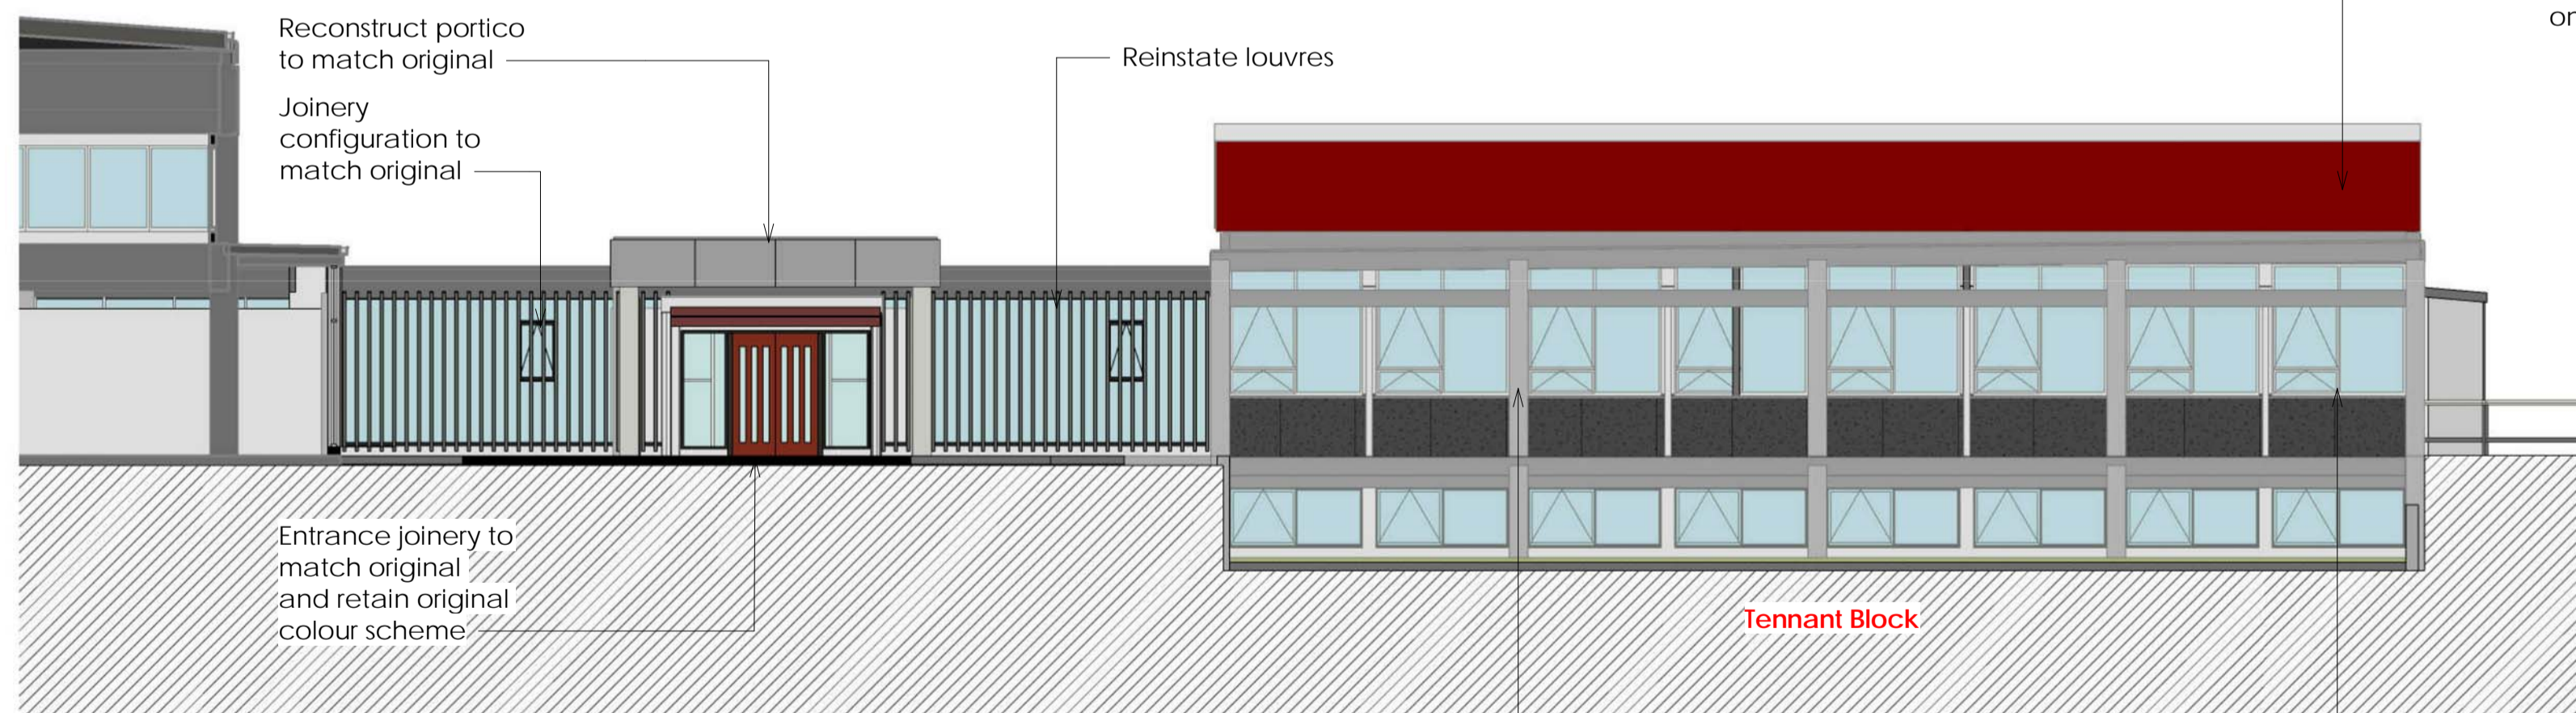 Reconstruct portico
to match original
Joinery
configuration to
match original
Reinstate louvres
Entrance joinery to
match original
and retain original
colour scheme
Tennant Block